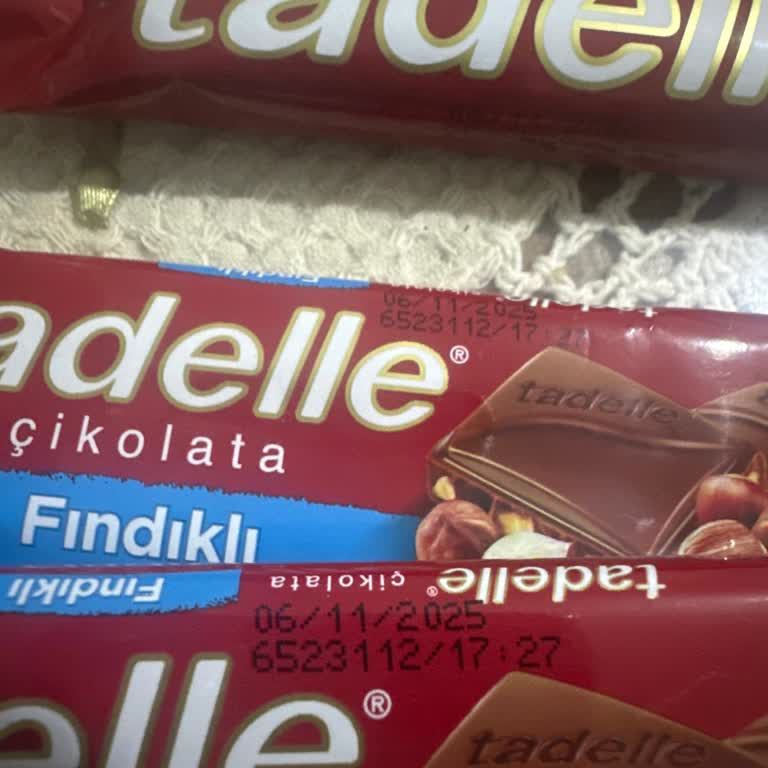 tadell
06/11/2025
6523112/17:27
adelle®
çikolata
Fındıklı
tadelle
Fındıklı
çikolata
tadelle®
06/11/2025
6523112/17:27
elle®
tadelle